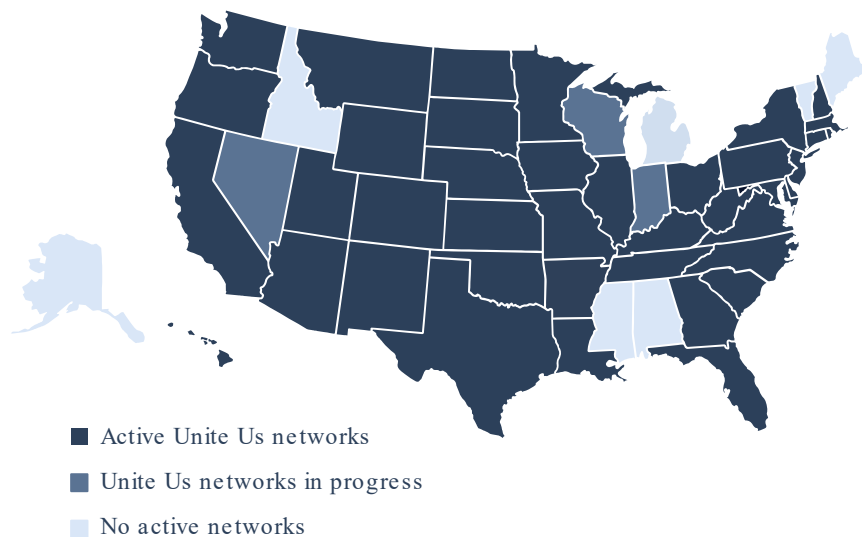 Active Unite Us networks
Unite Us networks in progress
No active networks